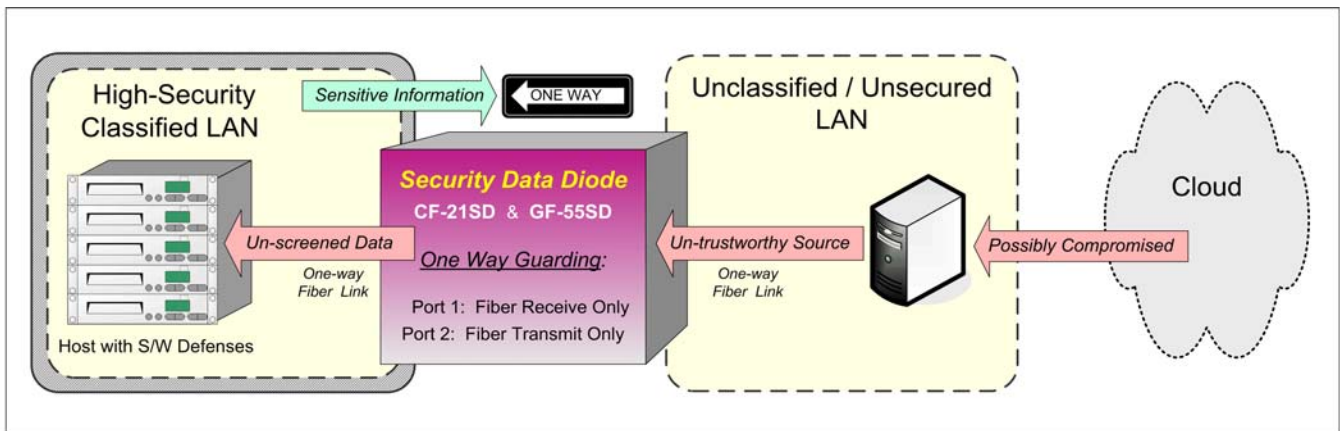 High-Security
Classified LAN
Sensitive Information
ONE WAY
Unclassified / Unsecured
LAN
Security Data Diode
CF-21SD & GF-55SD
One Way Guarding:
Port 1: Fiber Receive Only
Port 2: Fiber Transmit Only
Un-screened Data
One-way
Fiber Link
Host with S/W Defenses
Un-trustworthy Source
One-way
Fiber Link
Possibly Compromised
Cloud